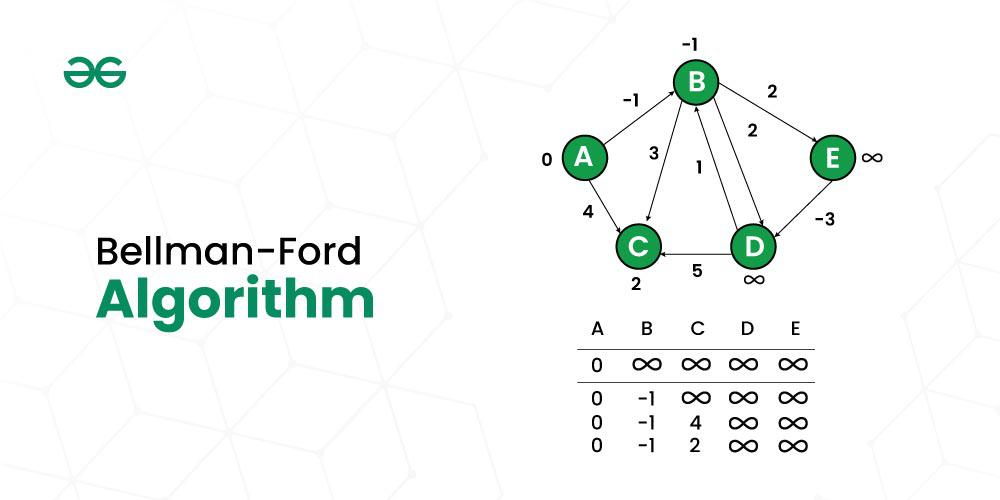 Bellman-Ford
Algorithm
-1
B
-1
2
2
A
0
3
1
E
∞
4
-3
C
D
5
2
∞
A B C D E
0 ∞ ∞ ∞ ∞
0 -1 ∞ ∞ ∞
0 -1 4 ∞ ∞
0 -1 2 ∞ ∞